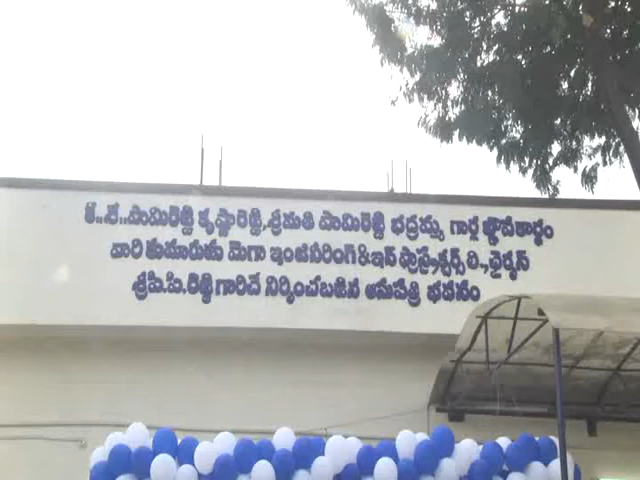 కీ..శే..పామిరెడ్డి కృష్ణారెడ్డి,శ్రీమతి పామిరెడ్డి భద్రమ్మ గార్ల జ్ఞాపకార్థం
వారి కుమారుడు మెగా ఇంజనీరింగ్ & ఇన్ ఫ్రాస్ట్రక్చర్స్ లి.,చైర్మన్
శ్రీపి.పి.రెడ్డి గారిచే నిర్మించబడిన ఆసుపత్రి భవనం